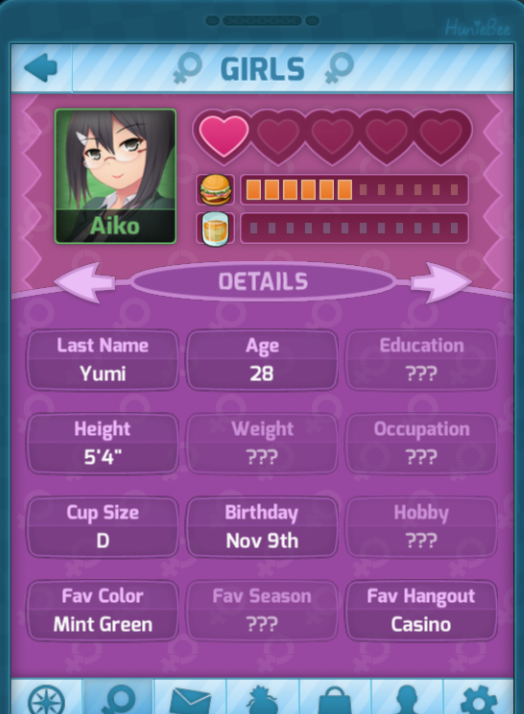 HunieBee
GIRLS
Aiko
DETAILS
Last Name
Yumi
Age
28
Education
???
Height
5'4"
Weight
???
Occupation
???
Cup Size
D
Birthday
Nov 9th
Hobby
???
Fav Color
Mint Green
Fav Season
???
Fav Hangout
Casino